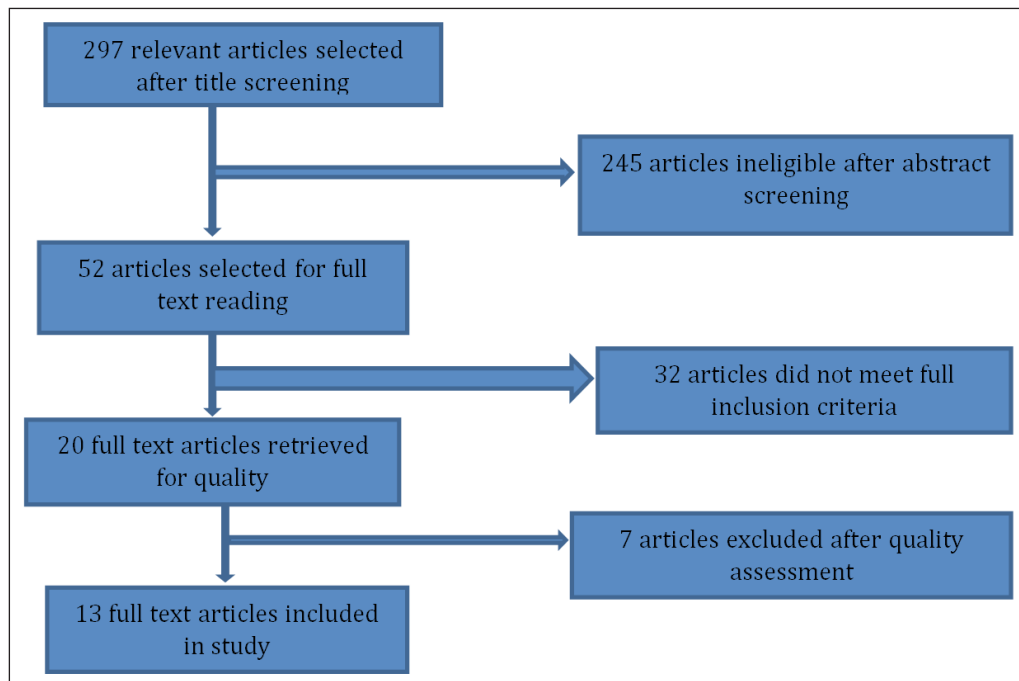 297 relevant articles selected
after title screening
245 articles ineligible after abstract
screening
52 articles selected for full
text reading
32 articles did not meet full
inclusion criteria
20 full text articles retrieved
for quality
7 articles excluded after quality
assessment
13 full text articles included
in study